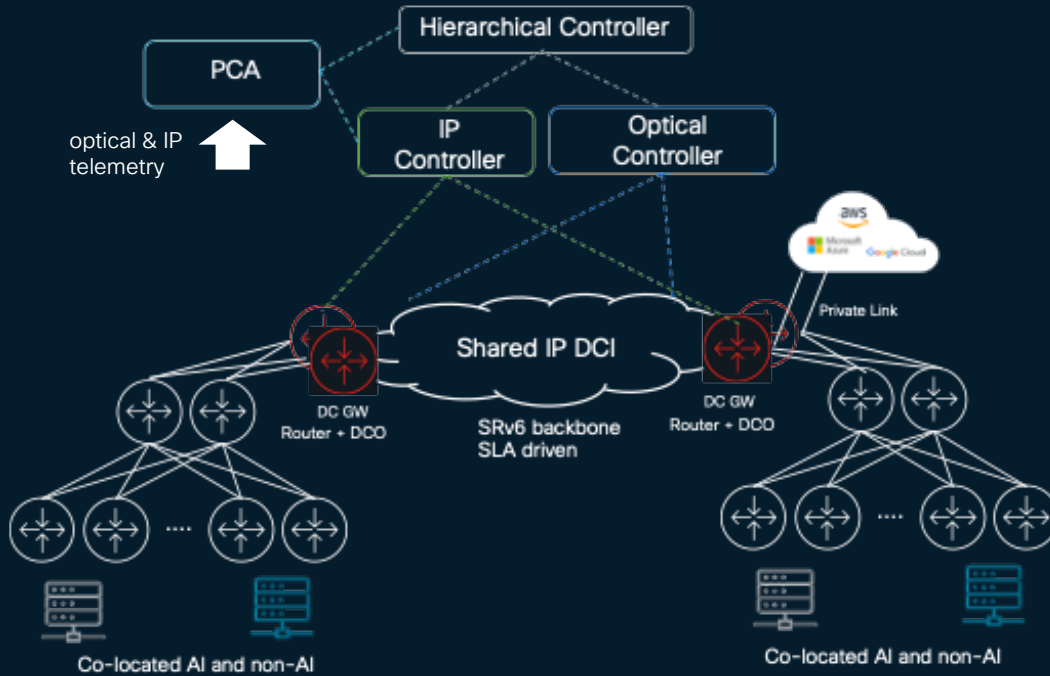 Hierarchical Controller
PCA
optical & IP
telemetry
IP
Controller
Optical
Controller
aws
Microsoft
Azure
Google Cloud
Private Link
Shared IP DCI
DC GW
Router + DCO
SRv6 backbone
SLA driven
DC GW
Router + DCO
....
....
Co-located AI and non-AI
Co-located AI and non-AI